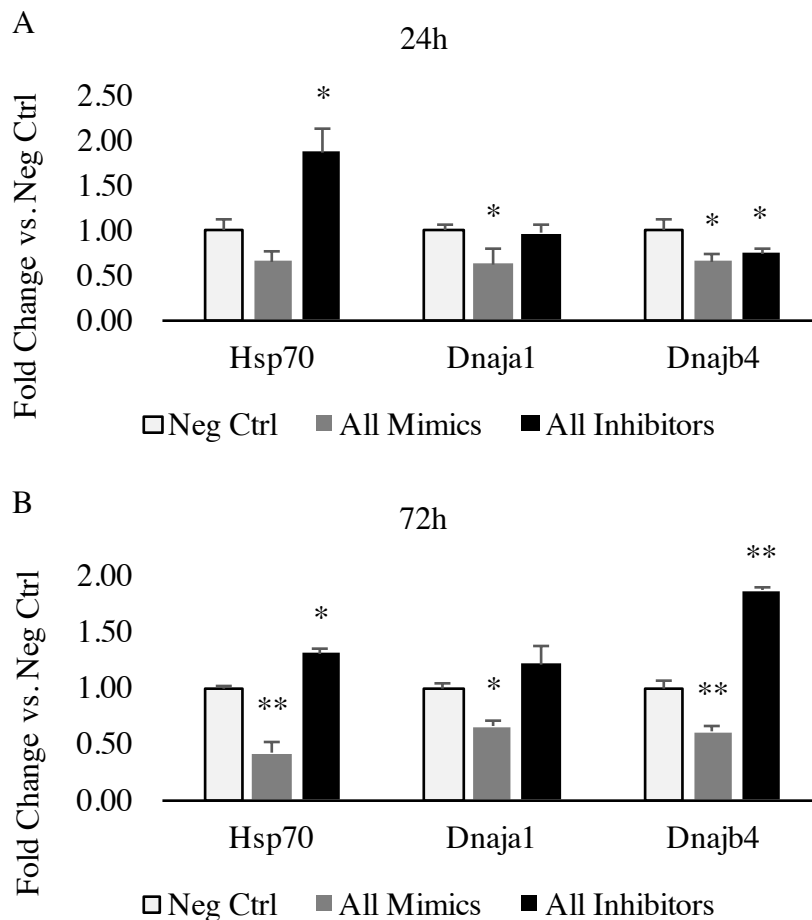 A
24h
Fold Change vs. Neg Ctrl
2.50
2.00
1.50
1.00
0.50
0.00
*
*
*
*
Hsp70 Dnaja1 Dnajb4
Neg Ctrl All Mimics All Inhibitors
B
72h
Fold Change vs. Neg Ctrl
2.00
1.50
1.00
0.50
0.00
**
*
*
**
**
Hsp70 Dnaja1 Dnajb4
Neg Ctrl All Mimics All Inhibitors